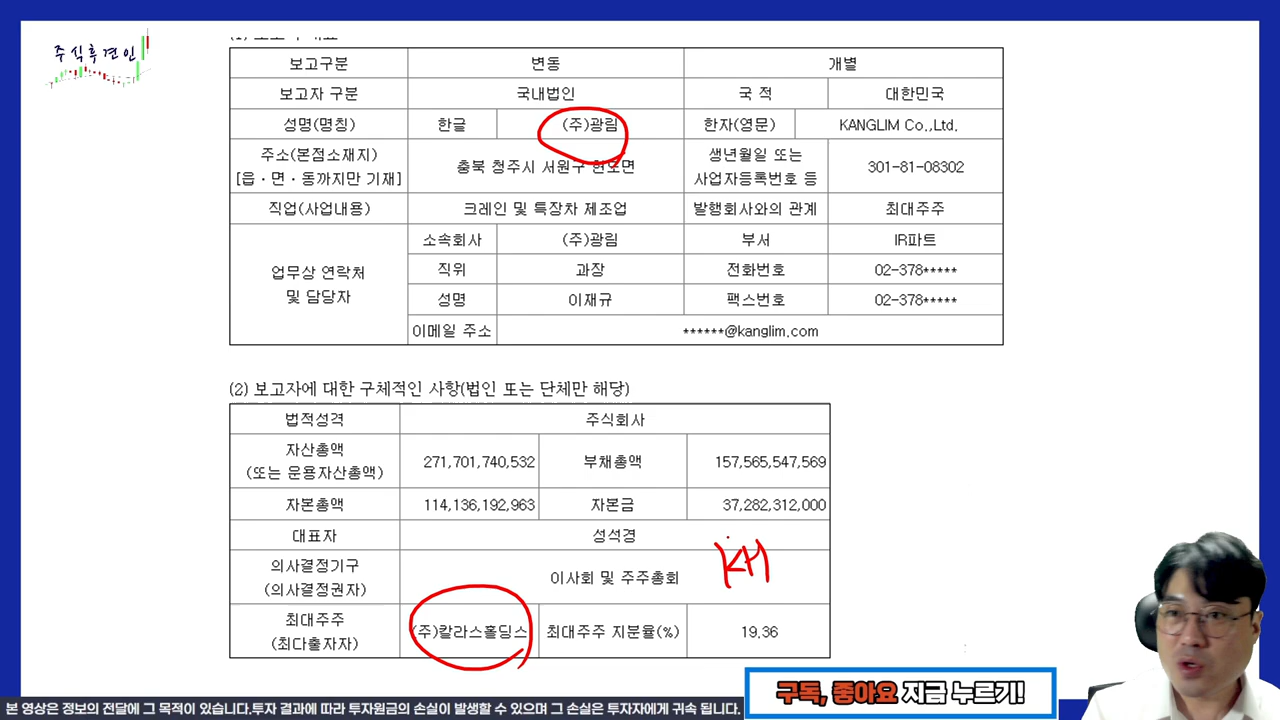 주식후견인
보고구분 변동 개별
보고자 구분 국내법인 국 적 대한민국
성명(명칭) 한글 (주)광림 한자(영문) KANGLIM Co.,Ltd.
주소(본점소재지)
[읍·면·동까지만 기재]
충북 청주시 서원구 현도면
생년월일 또는
사업자등록번호 등
301-81-08302
직업(사업내용) 크레인 및 특장차 제조업 발행회사와의 관계 최대주주
업무상 연락처
및 담당자
소속회사 (주)광림 부서 IR파트
직위 과장 전화번호 02-378*****
성명 이재규 팩스번호 02-378*****
이메일 주소 ******@kanglim.com
(2) 보고자에 대한 구체적인 사항(법인 또는 단체만 해당)
법적성격 주식회사
자산총액
(또는 운용자산총액)
271,701,740,532 부채총액 157,565,547,569
자본총액 114,136,192,963 자본금 37,282,312,000
대표자 성석경
의사결정기구
(의사결정권자)
이사회 및 주주총회
KH
최대주주
(최다출자자)
(주)칼라스홀딩스 최대주주 지분율(%) 19.36
구독, 좋아요 지금 누르기!
본 영상은 정보의 전달에 그 목적이 있습니다.투자 결과에 따라 투자원금의 손실이 발생할 수 있으며 그 손실은 투자자에게 귀속 됩니다.